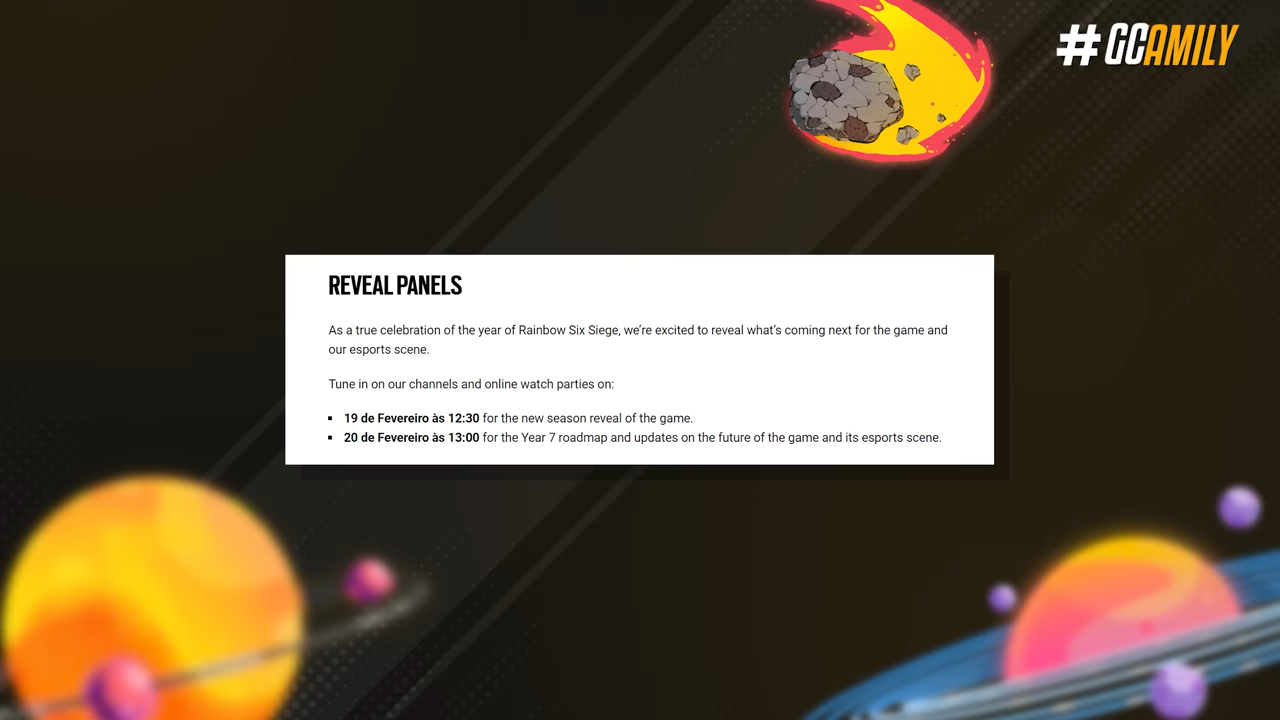 #GCAMILY
REVEAL PANELS
As a true celebration of the year of Rainbow Six Siege, we're excited to reveal what's coming next for the game and
our esports scene.
Tune in on our channels and online watch parties on:
▪ 19 de Fevereiro às 12:30 for the new season reveal of the game.
▪ 20 de Fevereiro às 13:00 for the Year 7 roadmap and updates on the future of the game and its esports scene.